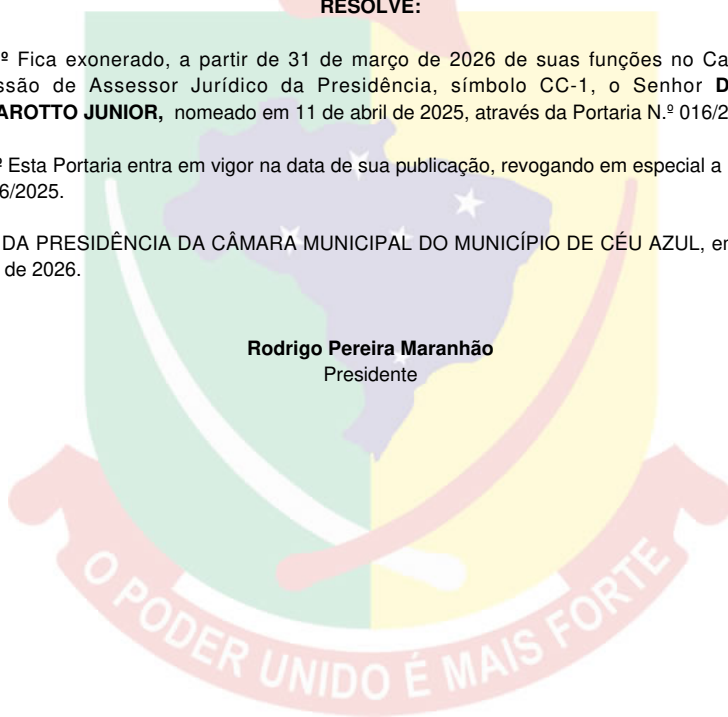 RESOLVE:
º Fica exonerado, a partir de 31 de março de 2026 de suas funções no Ca
ssão de Assessor Jurídico da Presidência, símbolo CC-1, o Senhor D
AROTTO JUNIOR, nomeado em 11 de abril de 2025, através da Portaria N.º 016/2
º Esta Portaria entra em vigor na data de sua publicação, revogando em especial a
6/2025.
DA PRESIDÊNCIA DA CÂMARA MUNICIPAL DO MUNICÍPIO DE CÉU AZUL, e
de 2026.
Rodrigo Pereira Maranhão
Presidente
O PODER UNIDO É MAIS FORTE